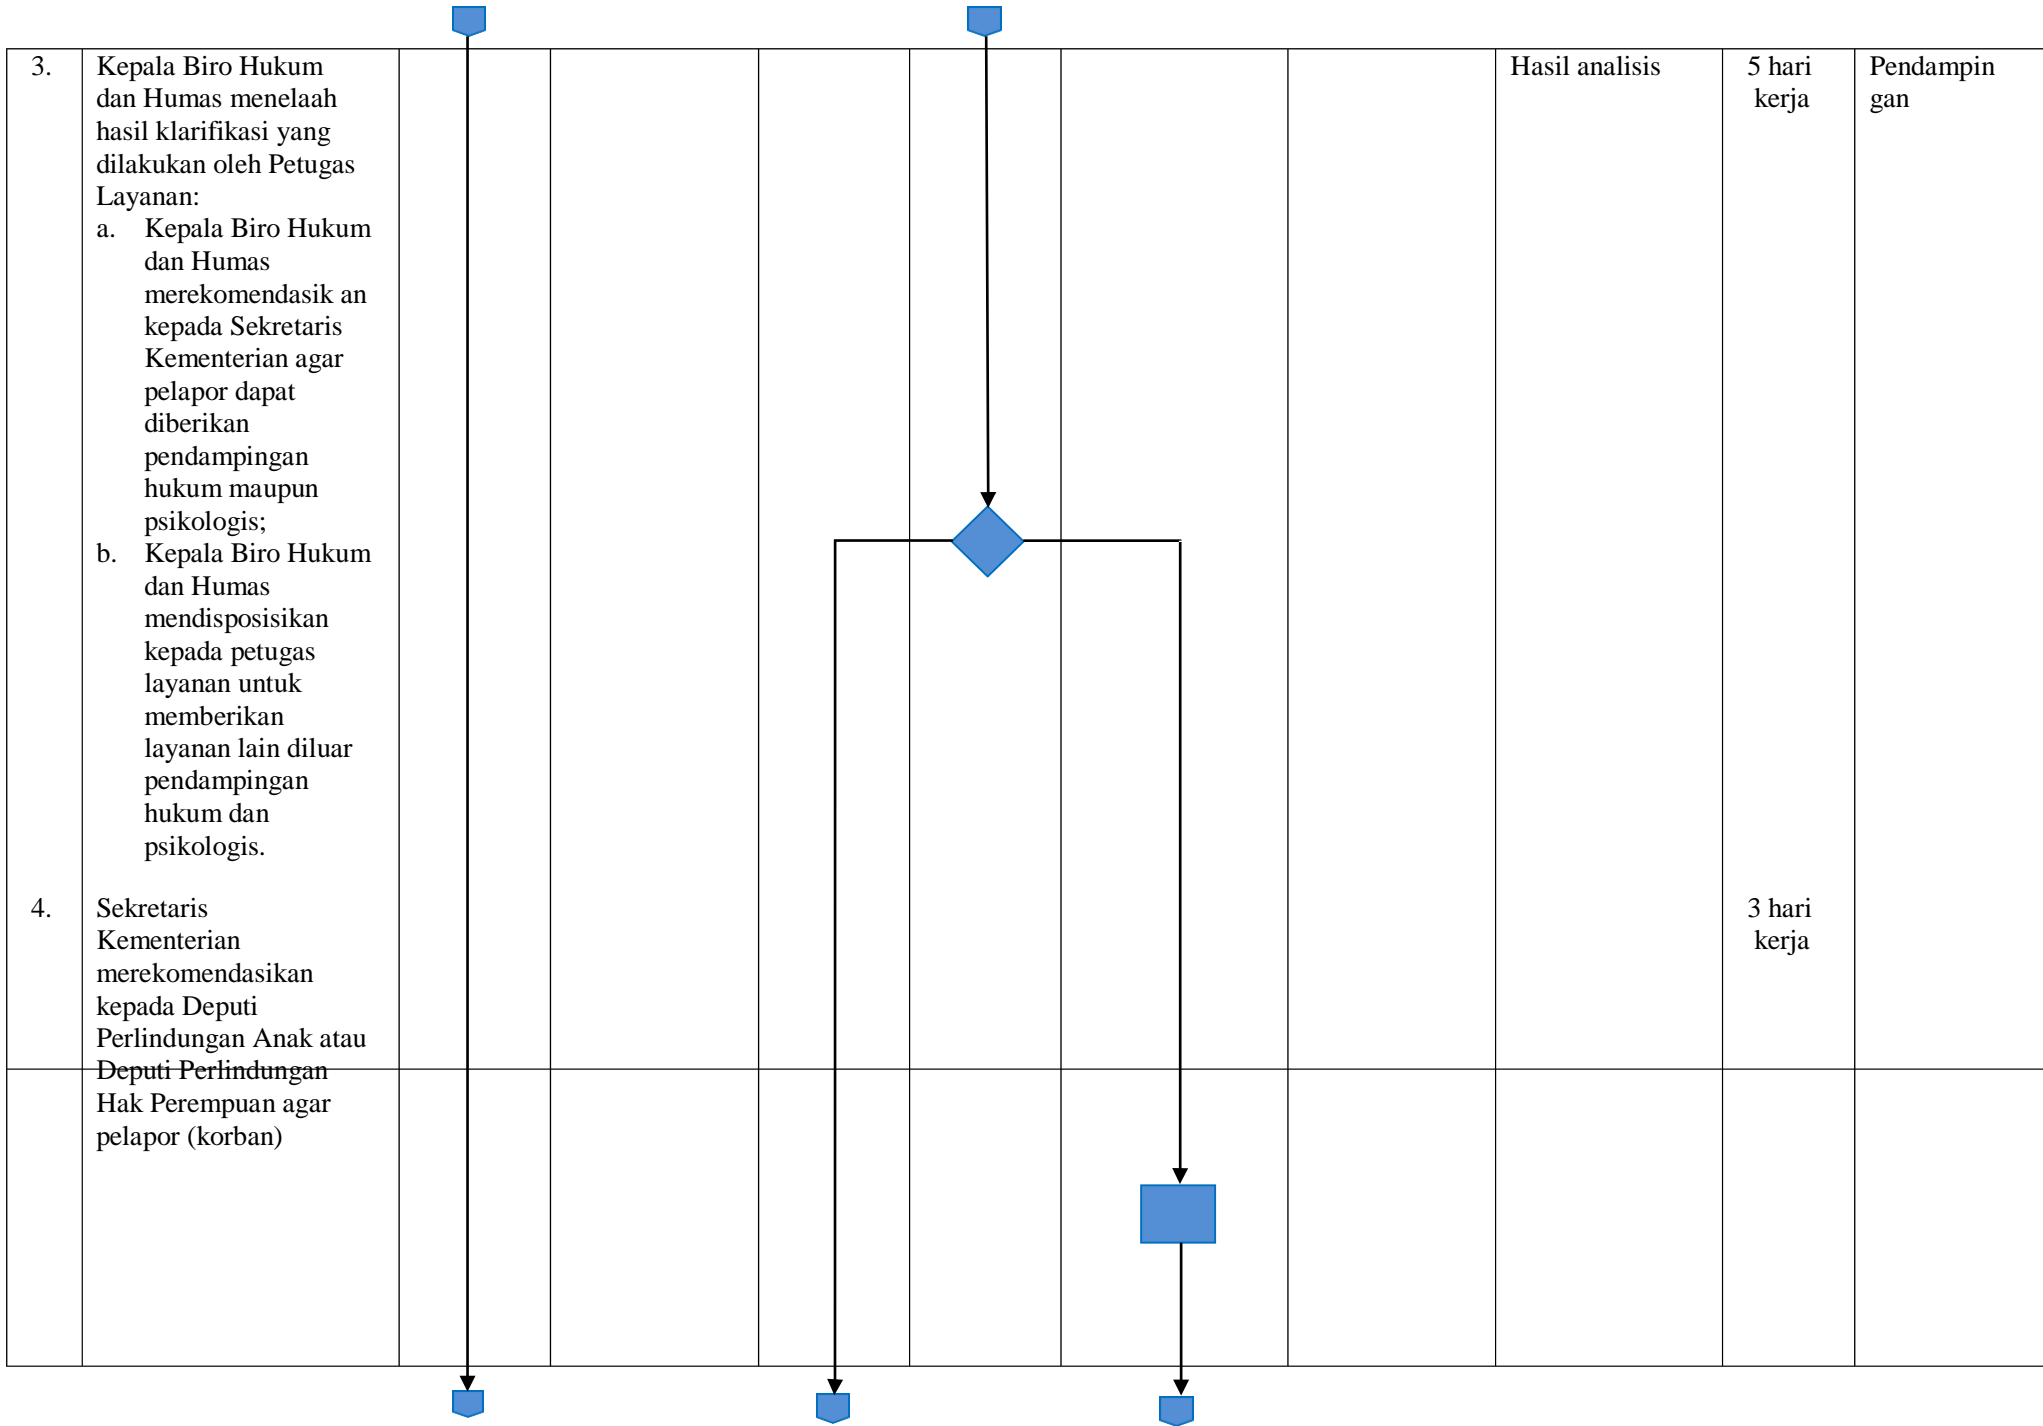 3.
Kepala Biro Hukum
dan Humas menelaah
hasil klarifikasi yang
dilakukan oleh Petugas
Layanan:
a. Kepala Biro Hukum
dan Humas
merekomendasik an
kepada Sekretaris
Kementerian agar
pelapor dapat
diberikan
pendampingan
hukum maupun
psikologis;
b. Kepala Biro Hukum
dan Humas
mendisposisikan
kepada petugas
layanan untuk
memberikan
layanan lain diluar
pendampingan
hukum dan
psikologis.
Hasil analisis
5 hari
kerja
Pendampin
gan
4.
Sekretaris
Kementerian
merekomendasikan
kepada Deputi
Perlindungan Anak atau
Deputi Perlindungan
Hak Perempuan agar
pelapor (korban)
3 hari
kerja